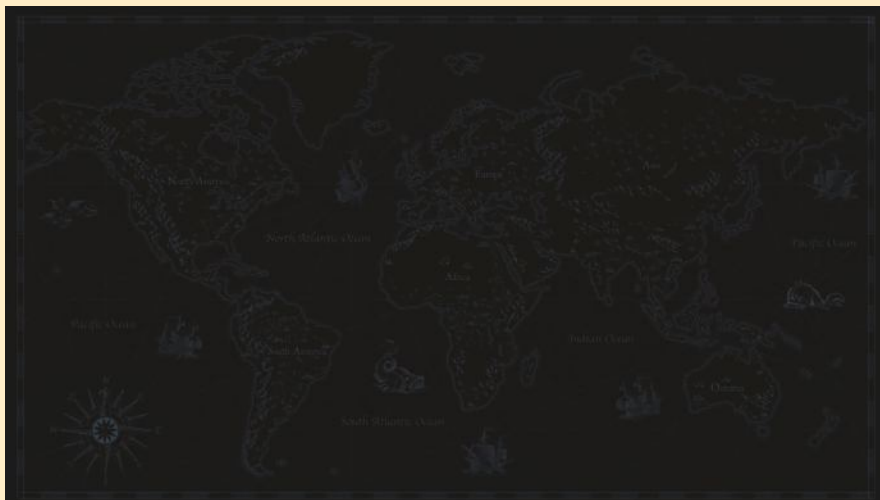 North America
Europe
Asia
North Atlantic Ocean
Pacific Ocean
Africa
Pacific Ocean
Indian Ocean
South America
Oceania
South Atlantic Ocean
N